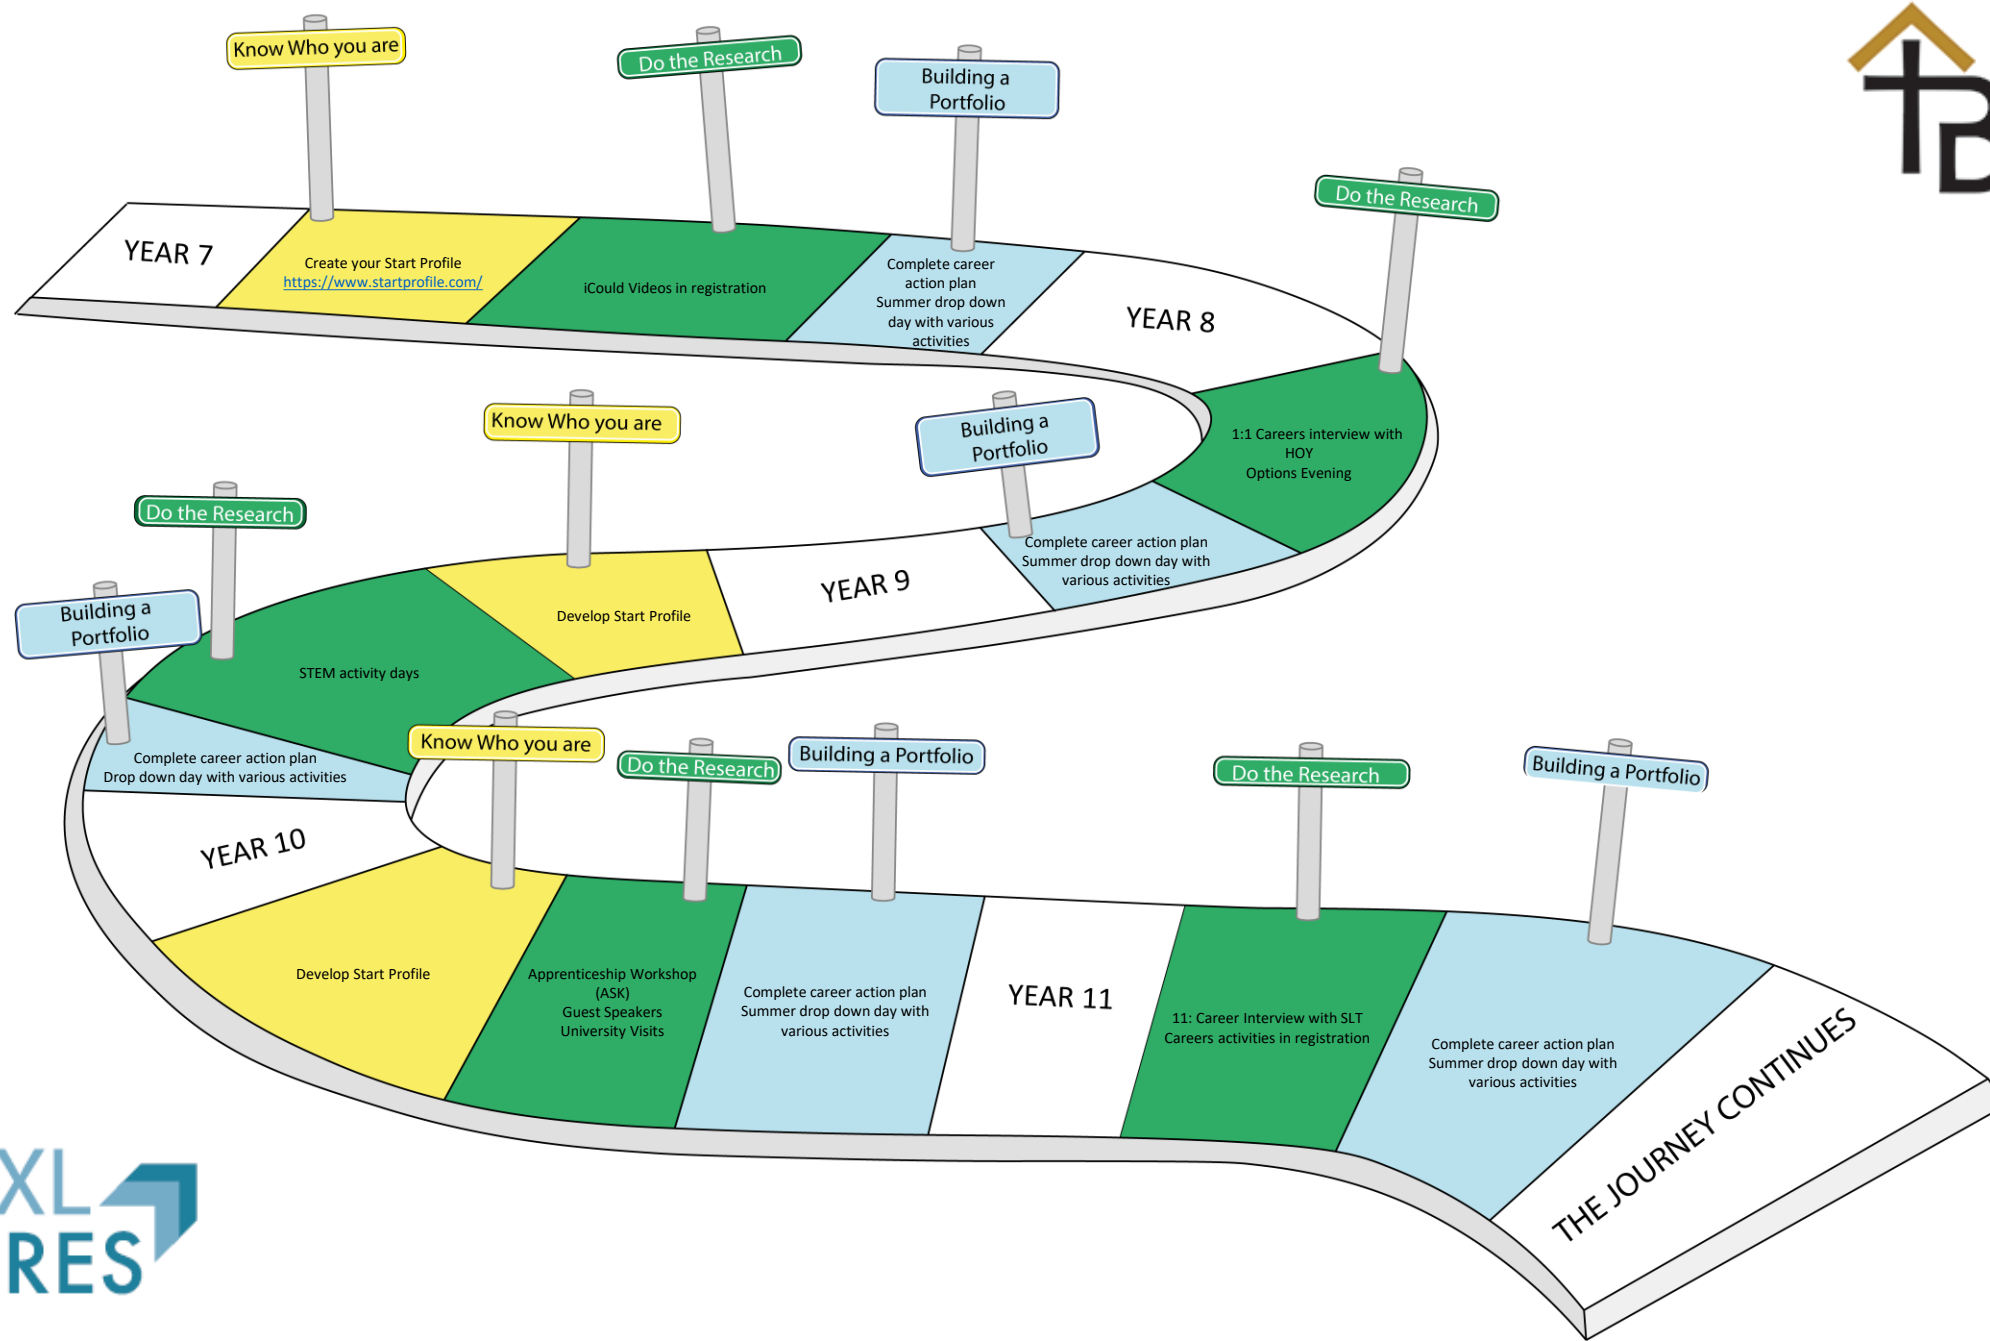 Know Who you are
Do the Research
Building a
Portfolio
YEAR 7
Create your Start Profile
https://www.startprofile.com/
iCould Videos in registration
Complete career
action plan
Summer drop down
day with various
activities
YEAR 8
Do the Research
1:1 Careers interview with
HOY
Options Evening
Building a
Portfolio
Complete career action plan
Summer drop down day with
various activities
YEAR 9
Know Who you are
Develop Start Profile
Do the Research
STEM activity days
Building a
Portfolio
Complete career action plan
Drop down day with various activities
YEAR 10
Know Who you are
Develop Start Profile
Do the Research
Apprenticeship Workshop
(ASK)
Guest Speakers
University Visits
Building a Portfolio
Complete career action plan
Summer drop down day with
various activities
YEAR 11
Do the Research
11: Career Interview with SLT
Careers activities in registration
Building a Portfolio
Complete career action plan
Summer drop down day with
various activities
THE JOURNEY CONTINUES
XL
RES